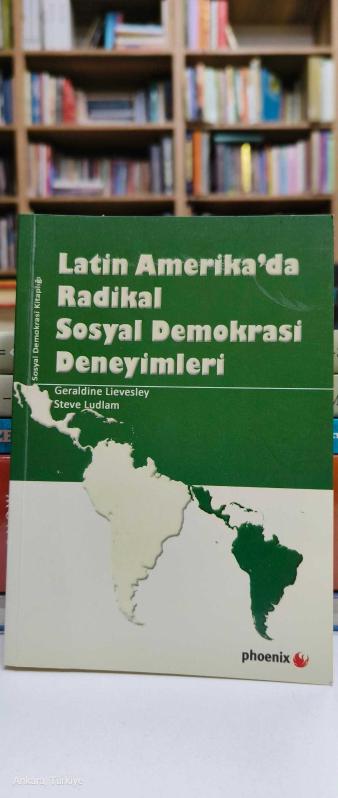 Latin Amerika'da
Radikal
Sosyal Demokrasi
Deneyimleri
Sosyal Demokrasi Kitaplığı
Geraldine Lievesley
Steve Ludlam
phoenix
Ankara, Türkiye